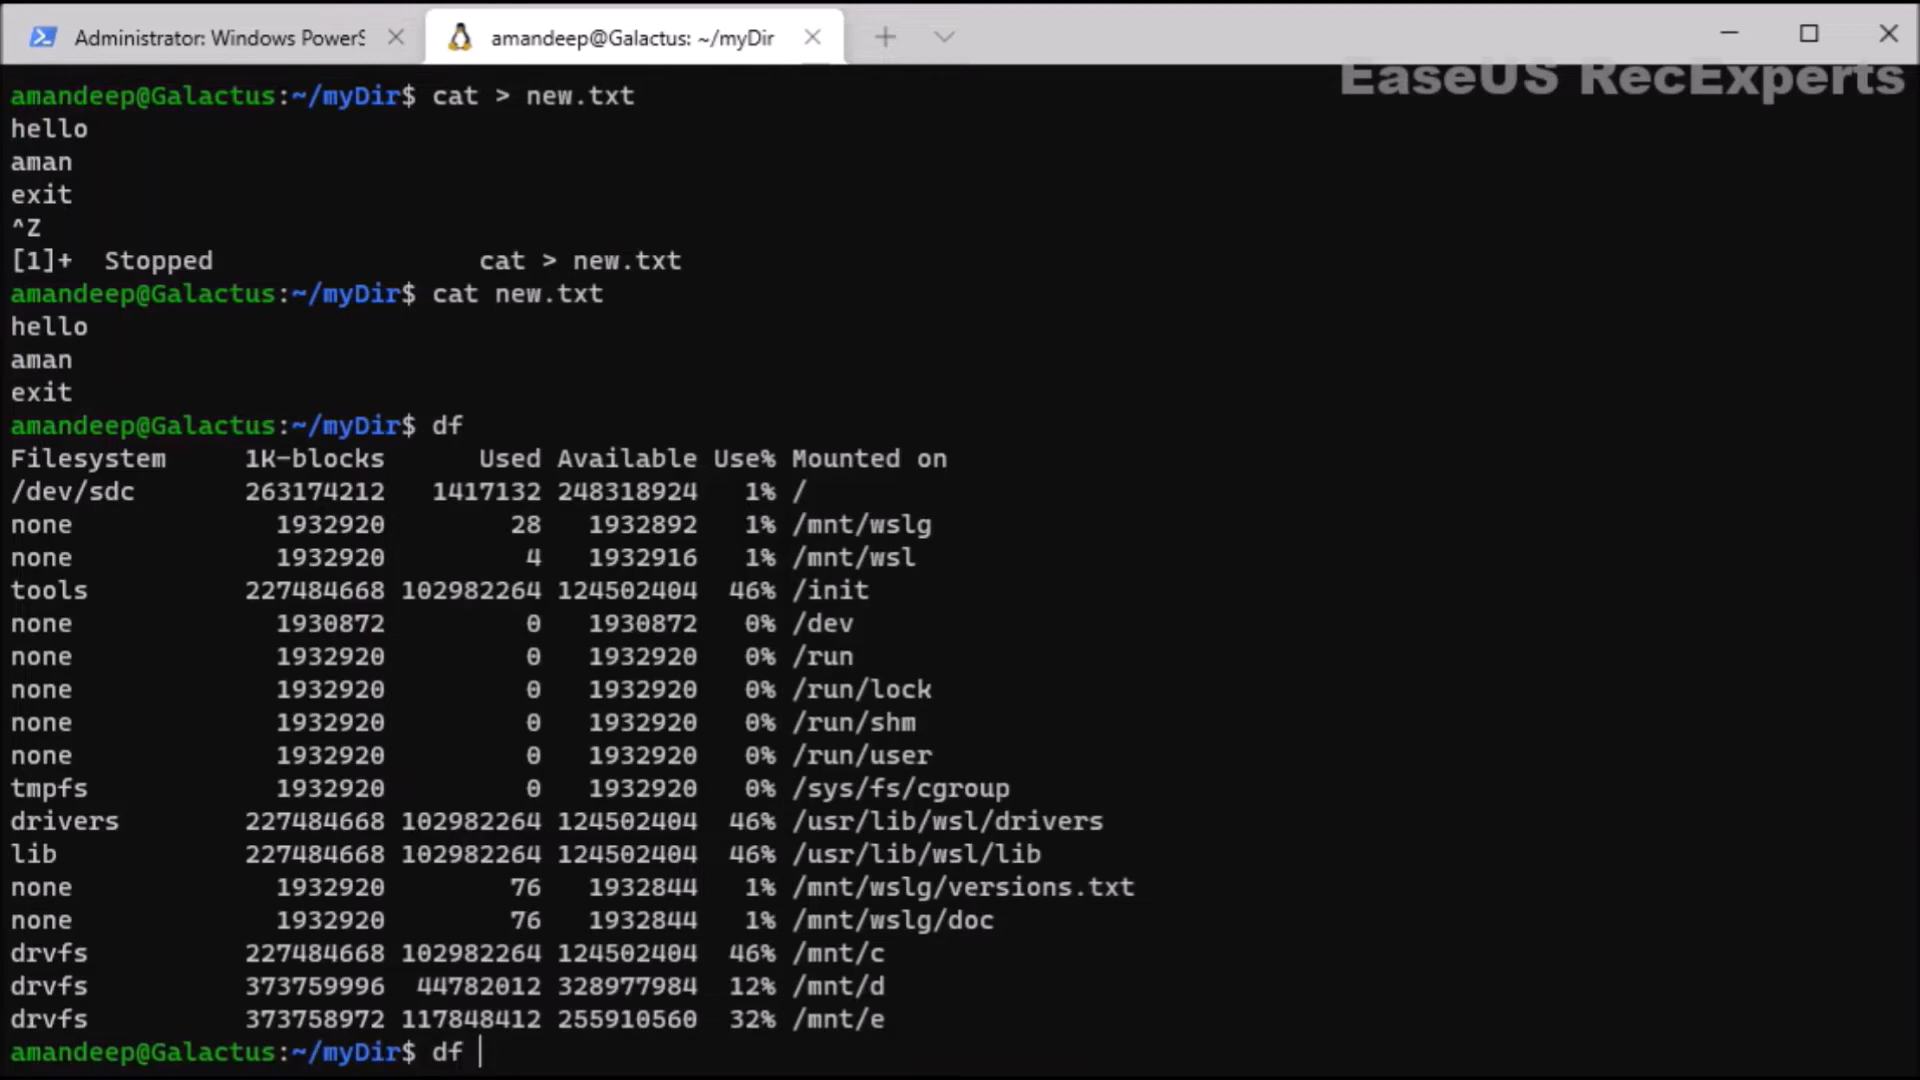 Administrator: Windows PowerS
amandeep@Galactus: ~/myDir
EaseUS RecExperts
amandeep@Galactus:~/myDir$ cat > new.txt
hello
aman
exit
^Z
[1]+  Stopped                 cat > new.txt
amandeep@Galactus:~/myDir$ cat new.txt
hello
aman
exit
amandeep@Galactus:~/myDir$ df
Filesystem     1K-blocks      Used Available Use% Mounted on
/dev/sdc       263174212   1417132 248318924   1% /
none             1932920        28   1932892   1% /mnt/wslg
none             1932920         4   1932916   1% /mnt/wsl
tools          227484668 102982264 124502404  46% /init
none             1930872         0   1930872   0% /dev
none             1932920         0   1932920   0% /run
none             1932920         0   1932920   0% /run/lock
none             1932920         0   1932920   0% /run/shm
none             1932920         0   1932920   0% /run/user
tmpfs            1932920         0   1932920   0% /sys/fs/cgroup
drivers        227484668 102982264 124502404  46% /usr/lib/wsl/drivers
lib            227484668 102982264 124502404  46% /usr/lib/wsl/lib
none             1932920        76   1932844   1% /mnt/wslg/versions.txt
none             1932920        76   1932844   1% /mnt/wslg/doc
drvfs          227484668 102982264 124502404  46% /mnt/c
drvfs          373759996  44782012 328977984  12% /mnt/d
drvfs          373758972 117848412 255910560  32% /mnt/e
amandeep@Galactus:~/myDir$ df